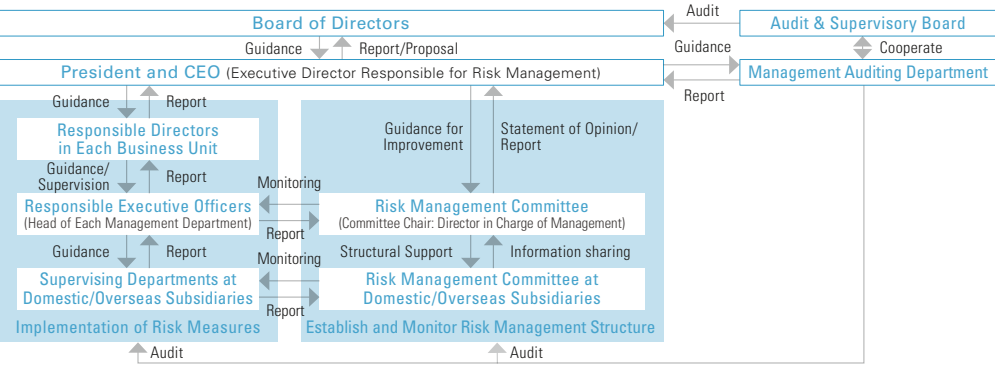 Board of Directors
Audit
Audit & Supervisory Board
Guidance
Report/Proposal
Guidance
Cooperate
President and CEO (Executive Director Responsible for Risk Management)
Management Auditing Department
Report
Guidance
Report
Responsible Directors
in Each Business Unit
Guidance for
Improvement
Statement of Opinion/
Report
Guidance/
Supervision
Report
Monitoring
Responsible Executive Officers
(Head of Each Management Department)
Risk Management Committee
(Committee Chair: Director in Charge of Management)
Report
Guidance
Report
Monitoring
Structural Support
Information sharing
Supervising Departments at
Domestic/Overseas Subsidiaries
Risk Management Committee at
Domestic/Overseas Subsidiaries
Report
Implementation of Risk Measures
Establish and Monitor Risk Management Structure
Audit
Audit